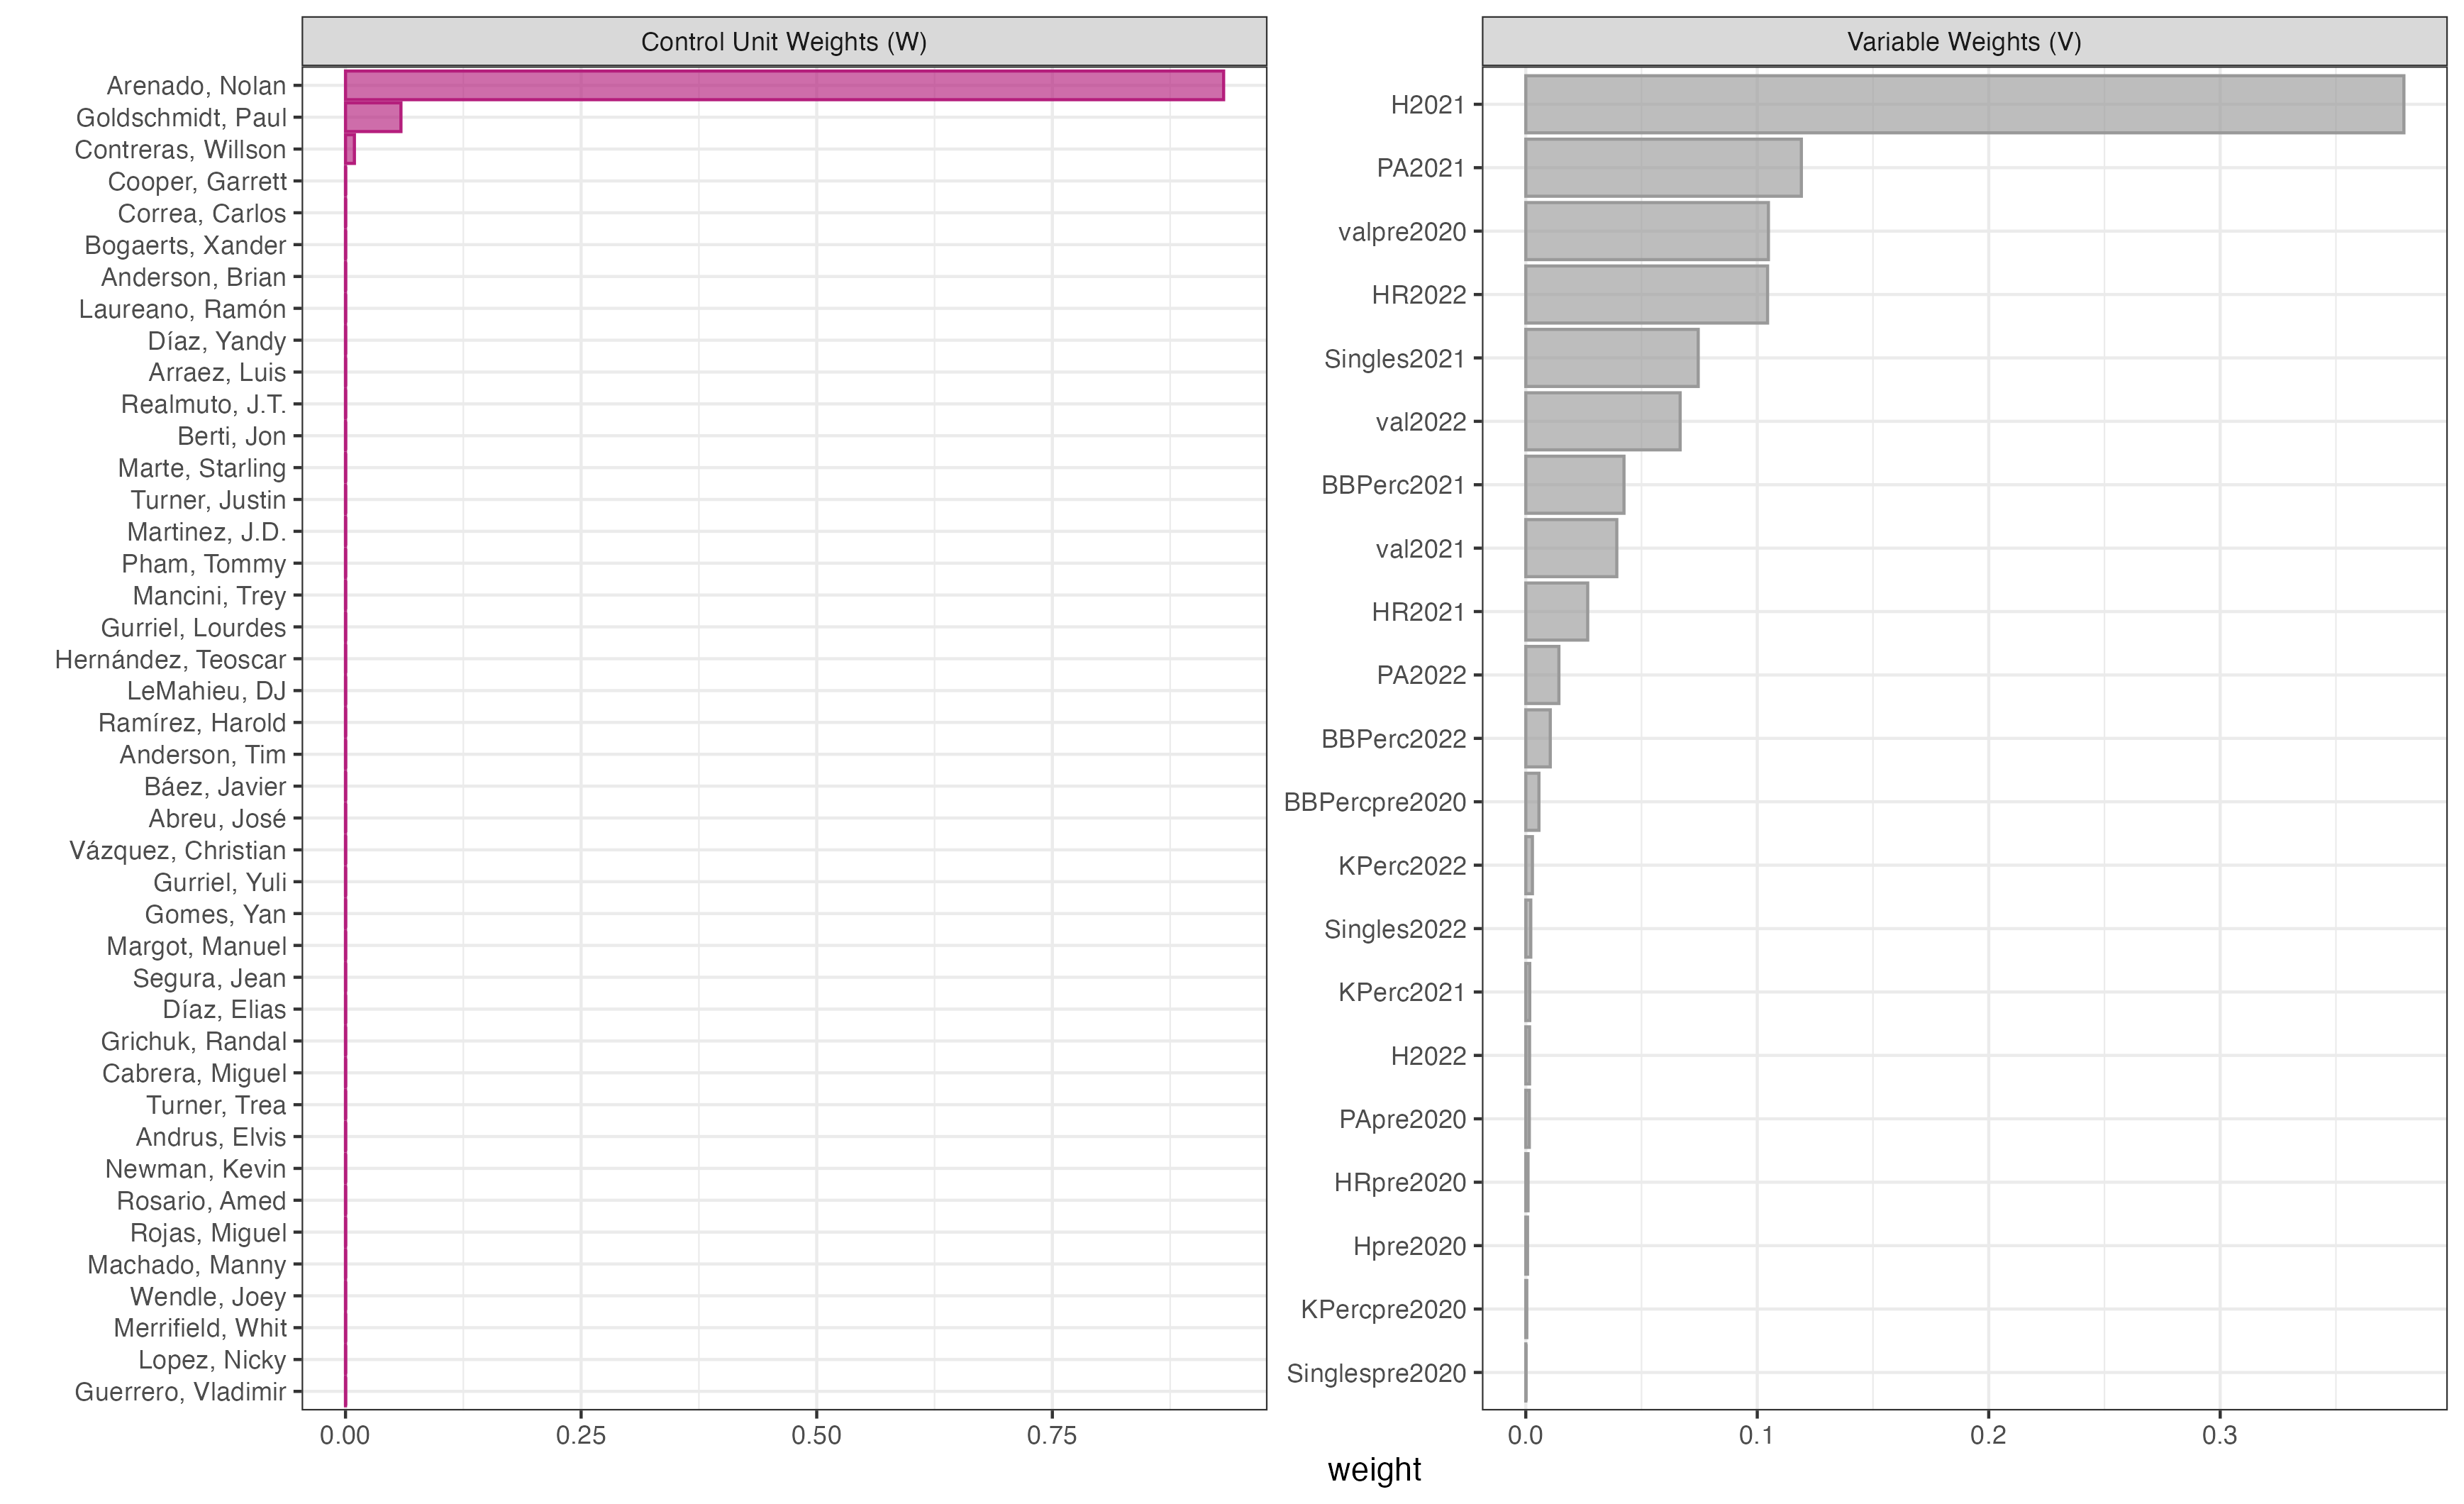 Control Unit Weights (W)
Arenado, Nolan
Goldschmidt, Paul
Contreras, Willson
Cooper, Garrett
Correa, Carlos
Bogaerts, Xander
Anderson, Brian
Laureano, Ramón
Díaz, Yandy
Arraez, Luis
Realmuto, J.T.
Berti, Jon
Marte, Starling
Turner, Justin
Martinez, J.D.
Pham, Tommy
Mancini, Trey
Gurriel, Lourdes
Hernández, Teoscar
LeMahieu, DJ
Ramírez, Harold
Anderson, Tim
Báez, Javier
Abreu, José
Vázquez, Christian
Gurriel, Yuli
Gomes, Yan
Margot, Manuel
Segura, Jean
Díaz, Elias
Grichuk, Randal
Cabrera, Miguel
Turner, Trea
Andrus, Elvis
Newman, Kevin
Rosario, Amed
Rojas, Miguel
Machado, Manny
Wendle, Joey
Merrifield, Whit
Lopez, Nicky
Guerrero, Vladimir
0.00 0.25 0.50 0.75
Variable Weights (V)
H2021
PA2021
valpre2020
HR2022
Singles2021
val2022
BBPerc2021
val2021
HR2021
PA2022
BBPerc2022
BBPercpre2020
KPerc2022
Singles2022
KPerc2021
H2022
PApre2020
HRpre2020
Hpre2020
KPercpre2020
Singlespre2020
0.0 0.1 0.2 0.3
weight